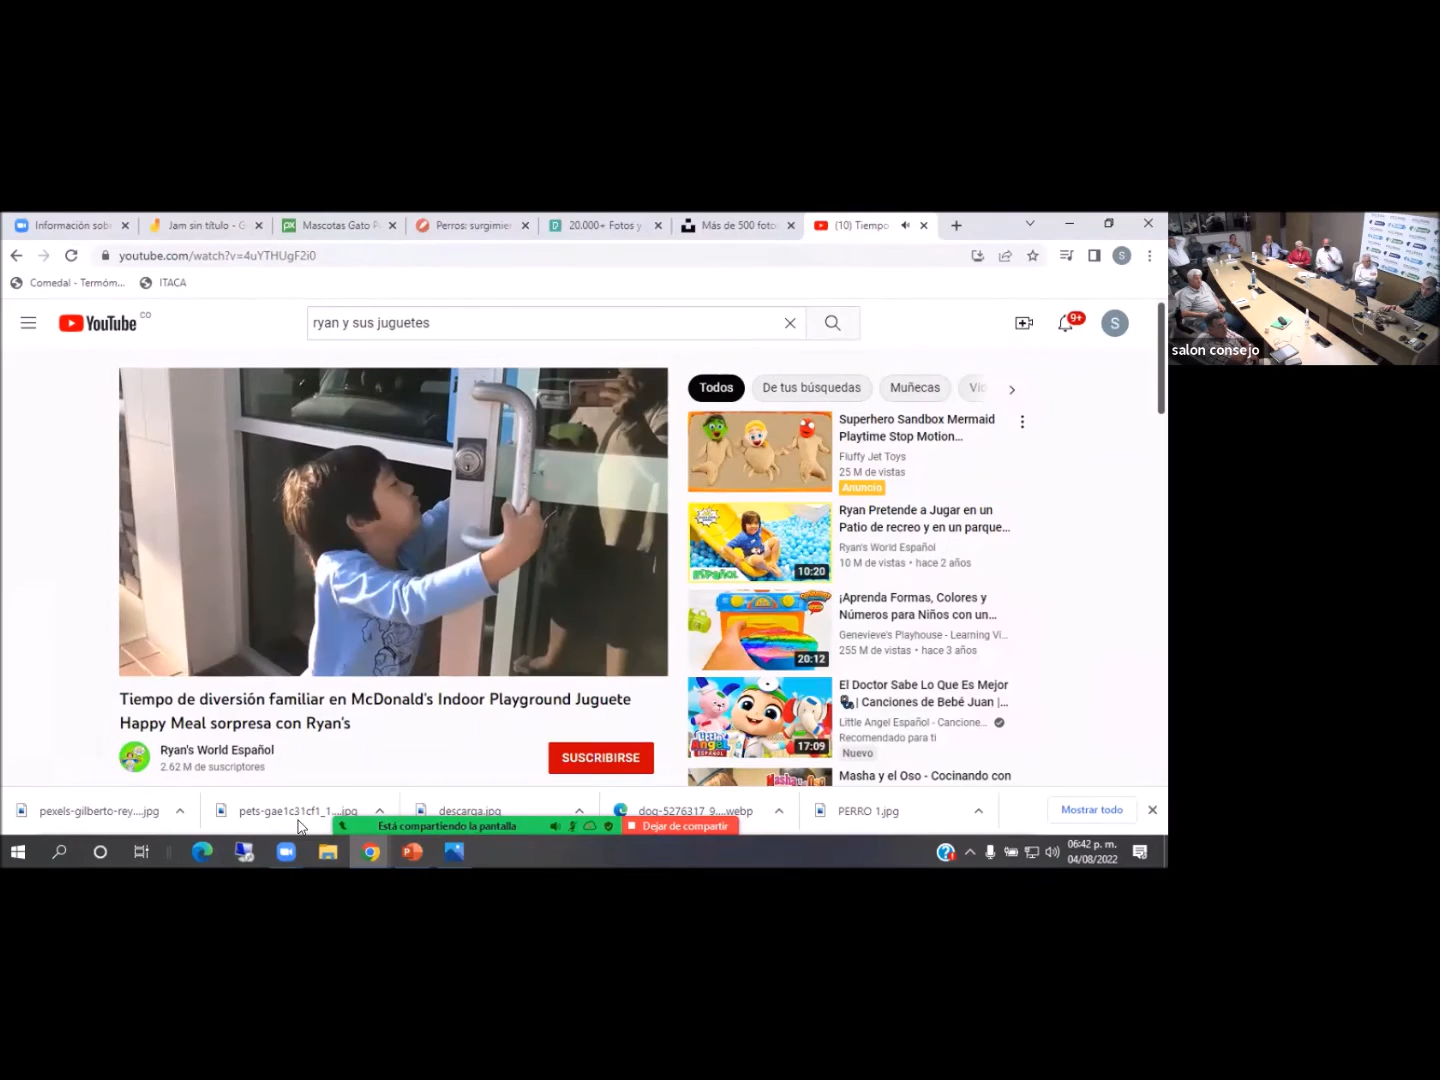 Información sob
Jam sin título - G
Mascotas Gato P
Perros: surgimie
20.000+ Fotos y
Más de 500 foto
(10) Tiempo
youtube.com/watch?v=4uYTHUgF2i0
Comedal - Termóm...
ITACA
YouTube CO
ryan y sus juguetes
9+
S
Todos
De tus búsquedas
Muñecas
Superhero Sandbox Mermaid
Playtime Stop Motion...
Fluffy Jet Toys
25 M de vistas
Anuncio
Ryan Pretende a Jugar en un
Patio de recreo y en un parque...
Ryan's World Español
10 M de vistas • hace 2 años
ESPAÑOL
10:20
¡Aprenda Formas, Colores y
Números para Niños con un...
Genevieve's Playhouse - Learning Vi...
255 M de vistas • hace 3 años
20:12
El Doctor Sabe Lo Que Es Mejor
| Canciones de Bebé Juan |...
Little Angel Español - Cancione...
Recomendado para ti
Nuevo
Little Angel
17:09
Masha y el Oso - Cocinando con
Tiempo de diversión familiar en McDonald's Indoor Playground Juguete
Happy Meal sorpresa con Ryan's
Ryan's World Español
2.62 M de suscriptores
SUSCRIBIRSE
pexels-gilberto-rey....jpg
pets-gae1c31cf1_1....jpg
descarga.jpg
dog-5276317_9....webp
PERRO 1.jpg
Mostrar todo
Está compartiendo la pantalla
Dejar de compartir
06:42 p. m.
04/08/2022
salon consejo